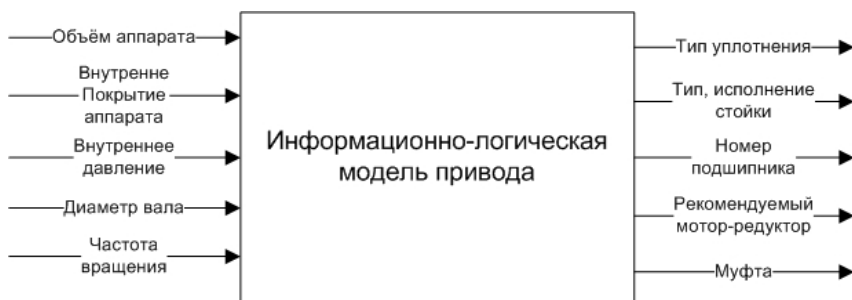 Объём аппарата
Внутренне
Покрытие
аппарата
Внутреннее
давление
Диаметр вала
Частота
вращения
Информационно-логическая
модель привода
Тип уплотнения
Тип, исполнение
стойки
Номер
подшипника
Рекомендуемый
мотор-редуктор
Муфта